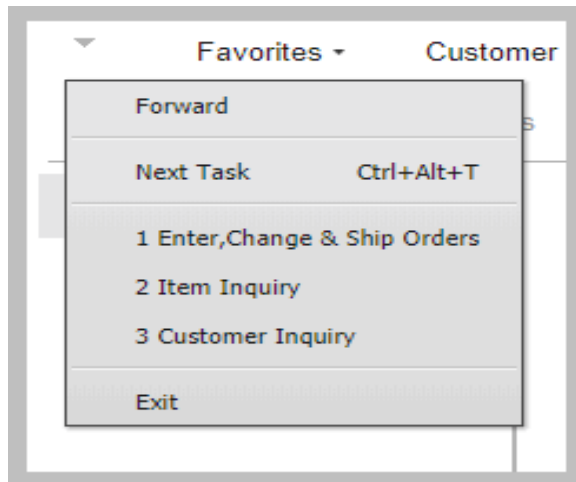 Favorites Customer
Forward
s
Next Task Ctrl+Alt+T
1 Enter,Change & Ship Orders
2 Item Inquiry
3 Customer Inquiry
Exit